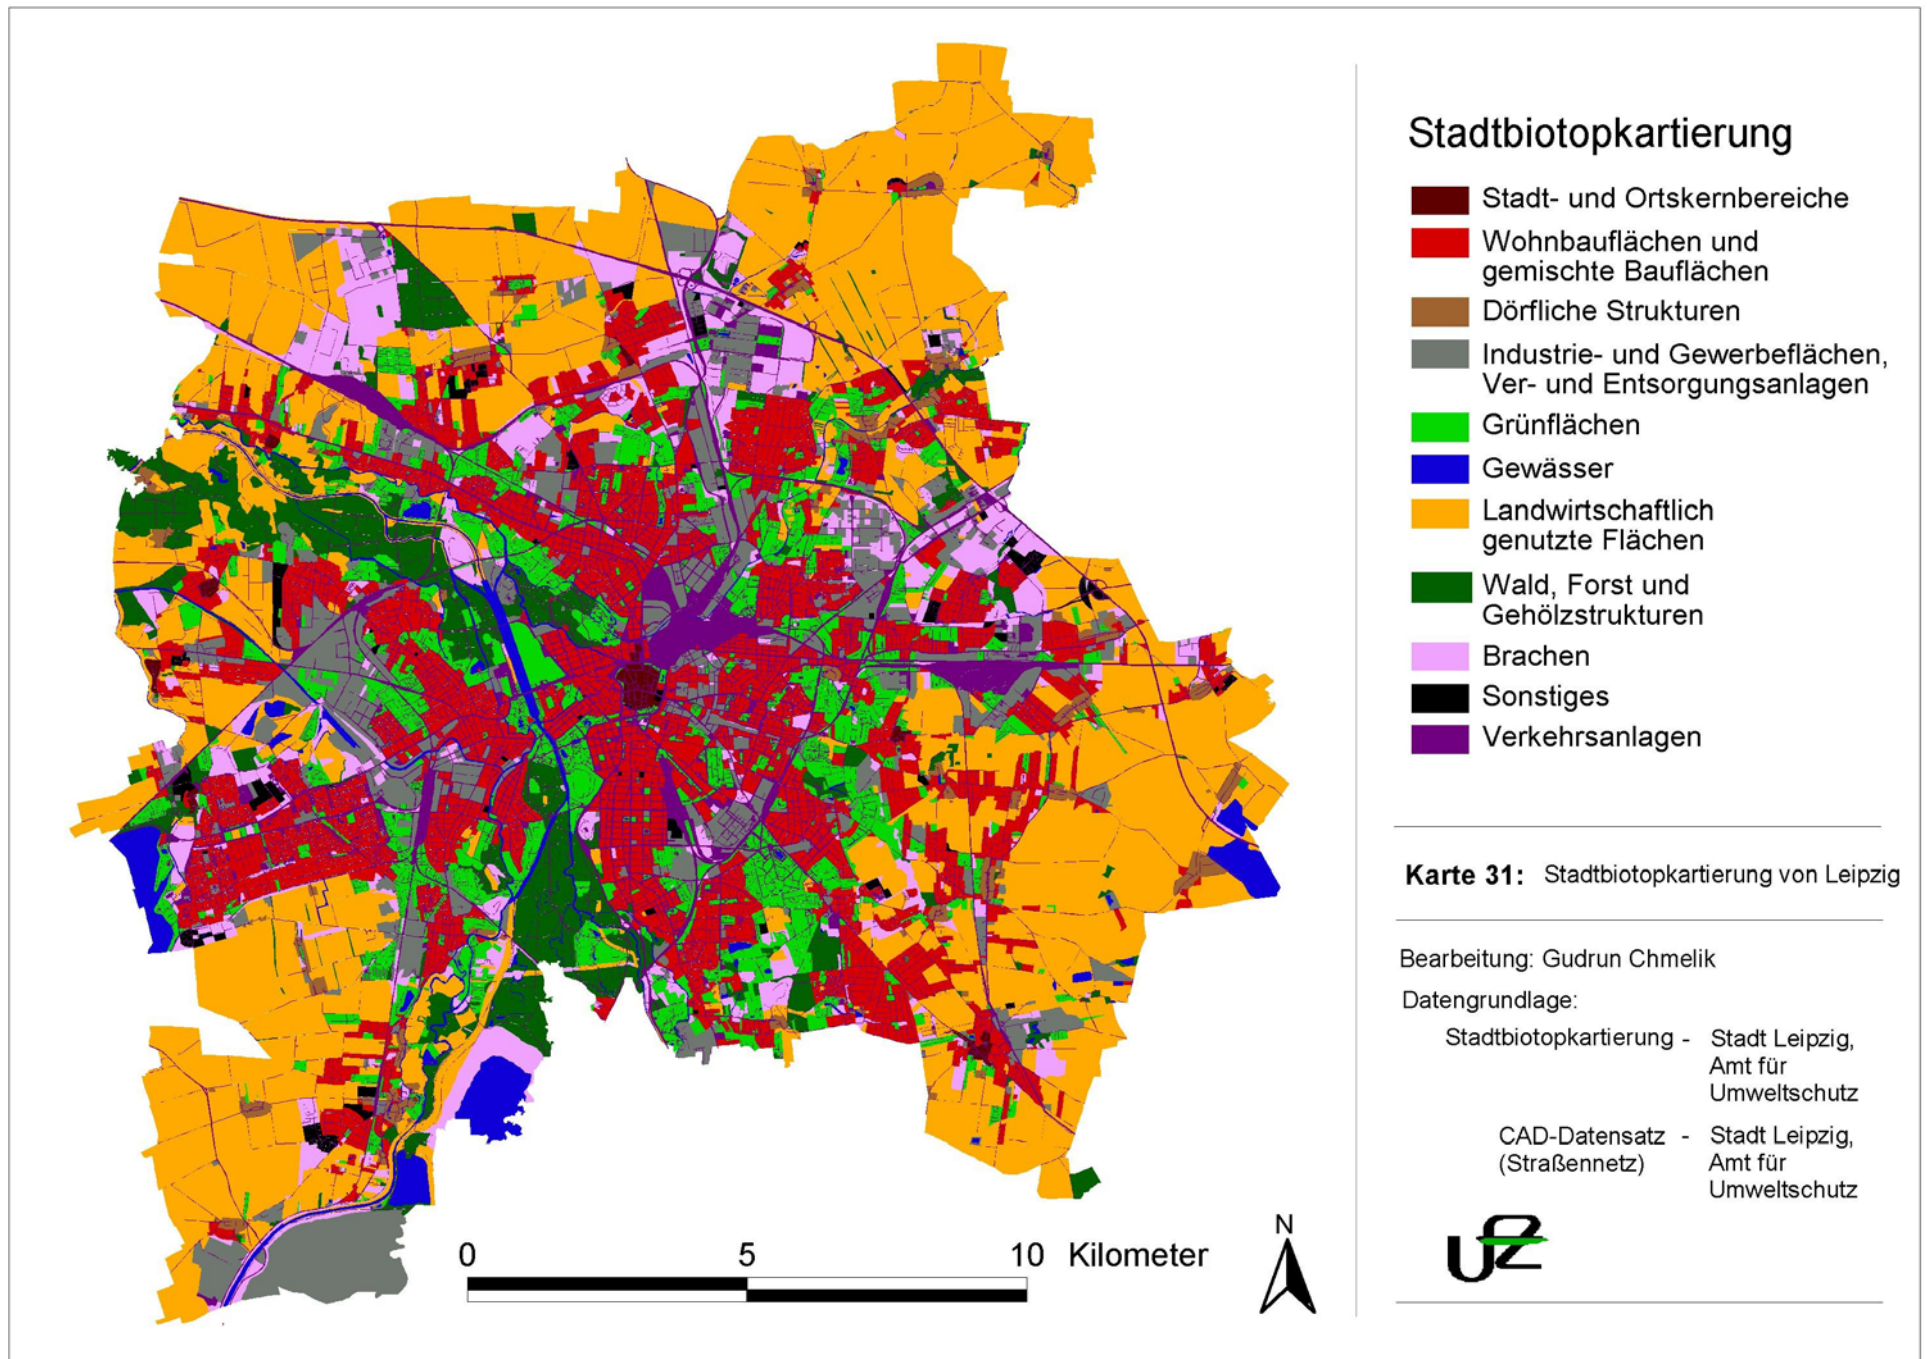 Stadtbiotopkartierung
Stadt- und Ortskernbereiche
Wohnbauflächen und
gemischte Bauflächen
Dörfliche Strukturen
Industrie- und Gewerbeflächen,
Ver- und Entsorgungsanlagen
Grünflächen
Gewässer
Landwirtschaftlich
genutzte Flächen
Wald, Forst und
Gehölzstrukturen
Brachen
Sonstiges
Verkehrsanlagen
Karte 31: Stadtbiotopkartierung von Leipzig
Bearbeitung: Gudrun Chmelik
Datengrundlage:
Stadtbiotopkartierung - Stadt Leipzig,
Amt für
Umweltschutz
CAD-Datensatz - Stadt Leipzig,
(Straßennetz) Amt für
Umweltschutz
UFZ
N
0 5 10 Kilometer